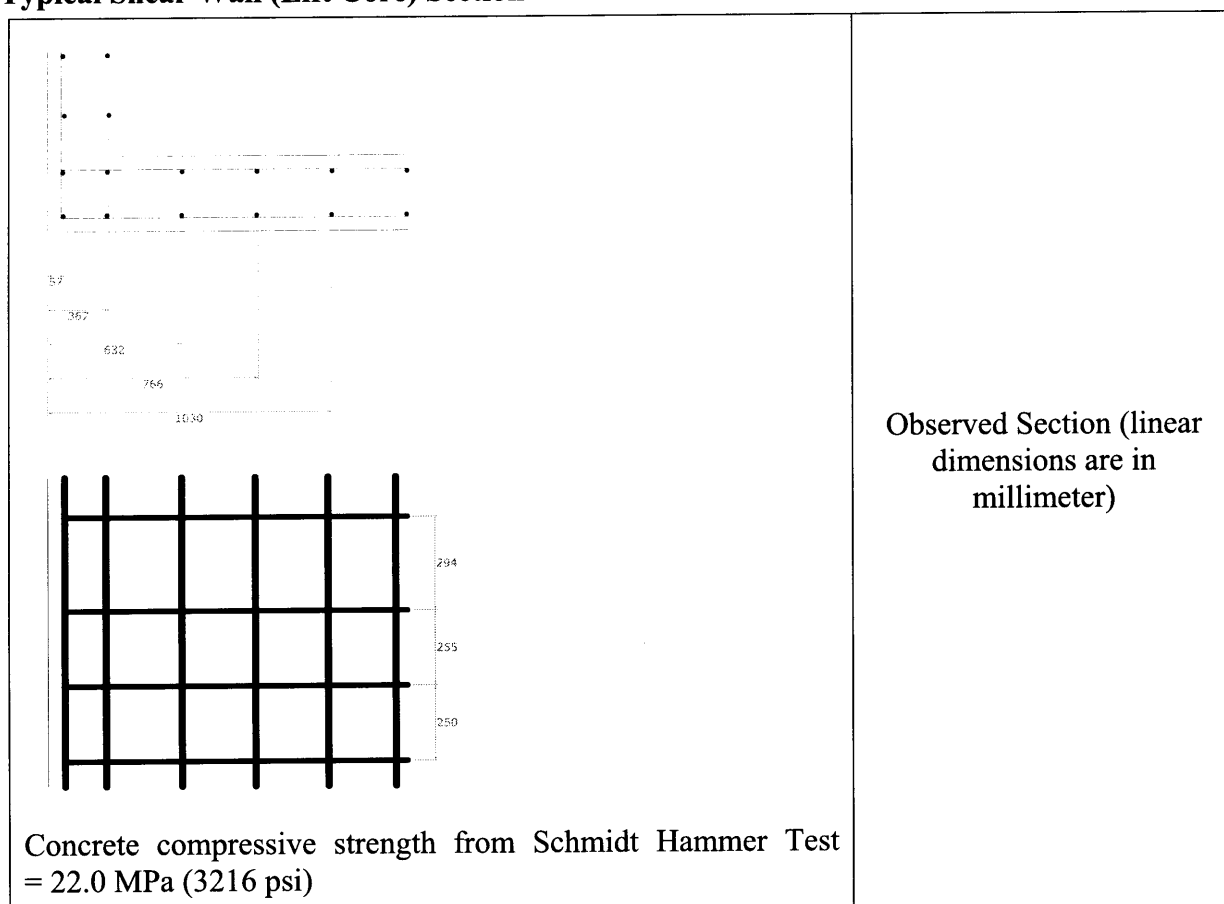 Typical Shear Wall (Lift Core) Section
57
367
632
766
1030
294
255
250
Observed Section (linear
dimensions are in
millimeter)
Concrete compressive strength from Schmidt Hammer Test
= 22.0 MPa (3216 psi)